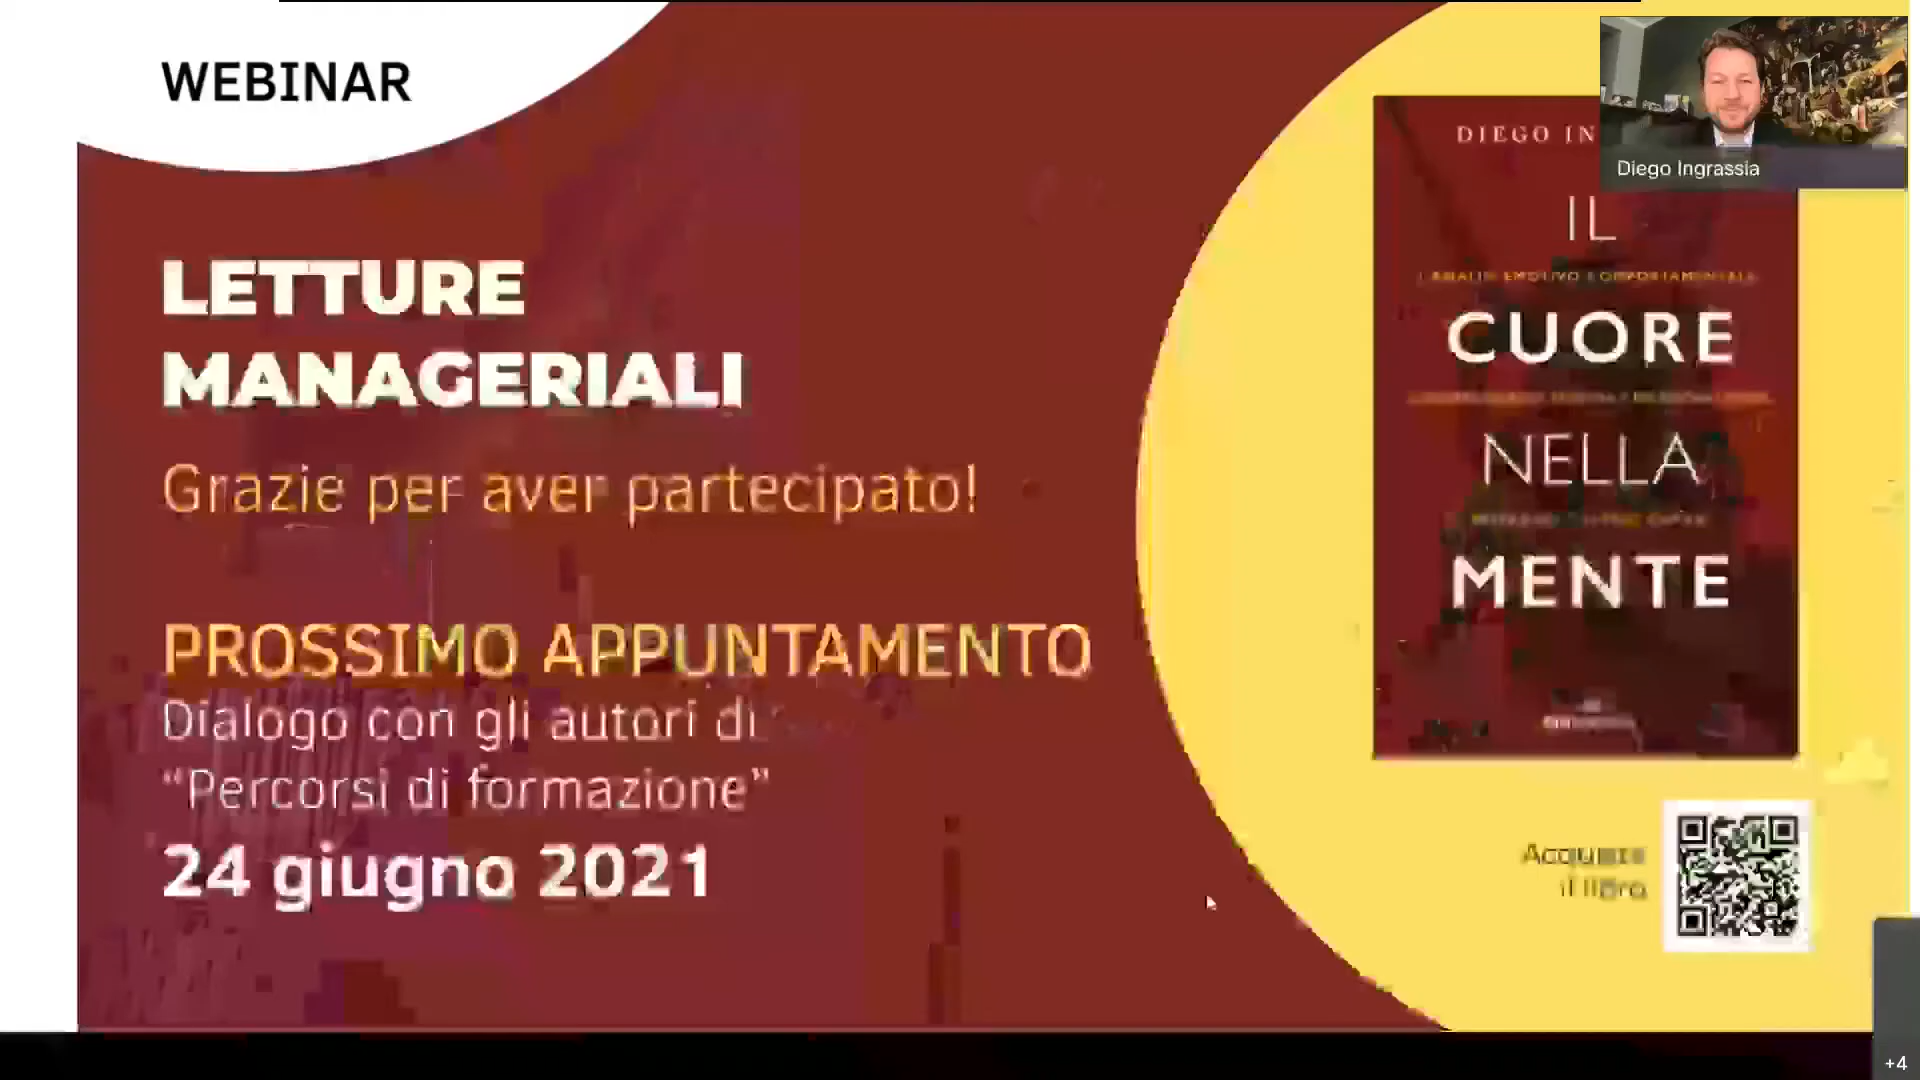 WEBINAR
LETTURE
MANAGERIALI
Grazie per aver partecipato!
PROSSIMO APPUNTAMENTO
Dialogo con gli autori di
“Percorsi di formazione”
24 giugno 2021
DIEGO IN
Diego Ingrassia
IL
CUORE
NELLA
MENTE
il libro
+4